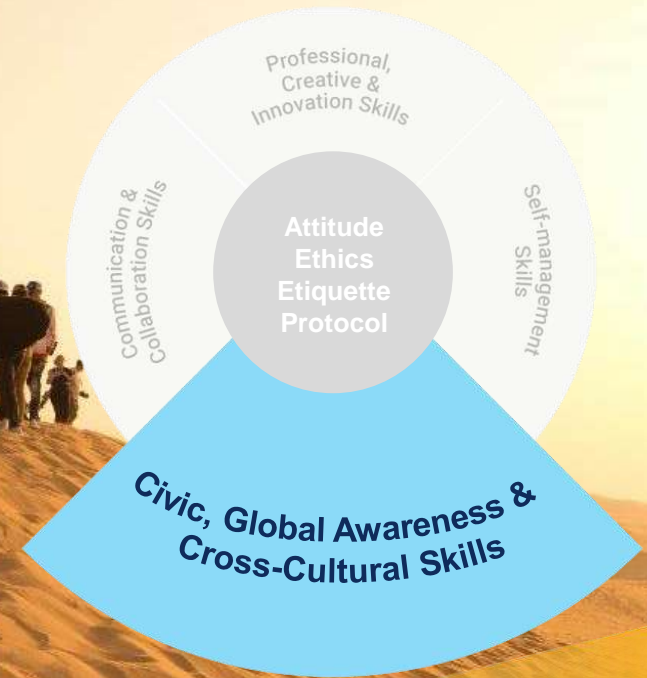 Professional,
Creative &
Innovation Skills
Communication &
Collaboration Skills
Self-management
Skills
Attitude
Ethics
Etiquette
Protocol
Civic, Global Awareness &
Cross-Cultural Skills